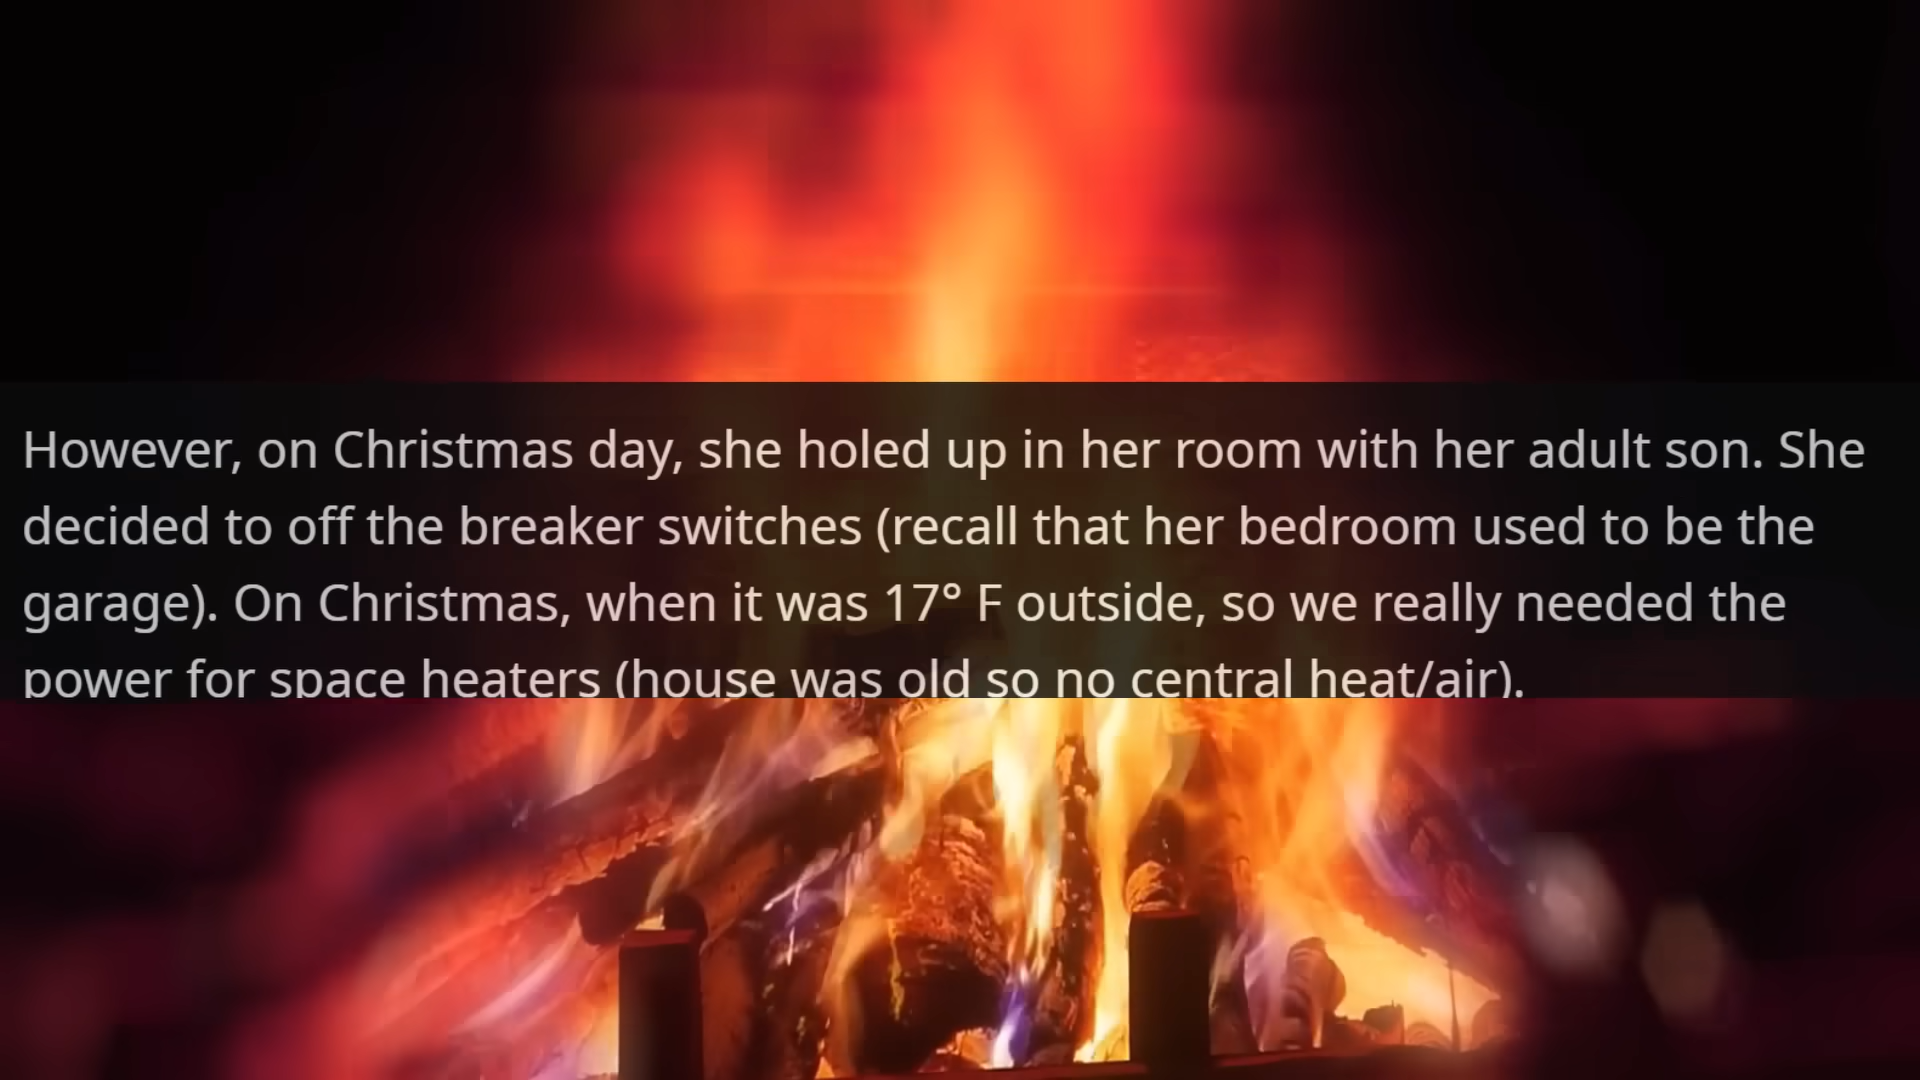 However, on Christmas day, she holed up in her room with her adult son. She
decided to off the breaker switches (recall that her bedroom used to be the
garage). On Christmas, when it was 17° F outside, so we really needed the
power for space heaters (house was old so no central heat/air).